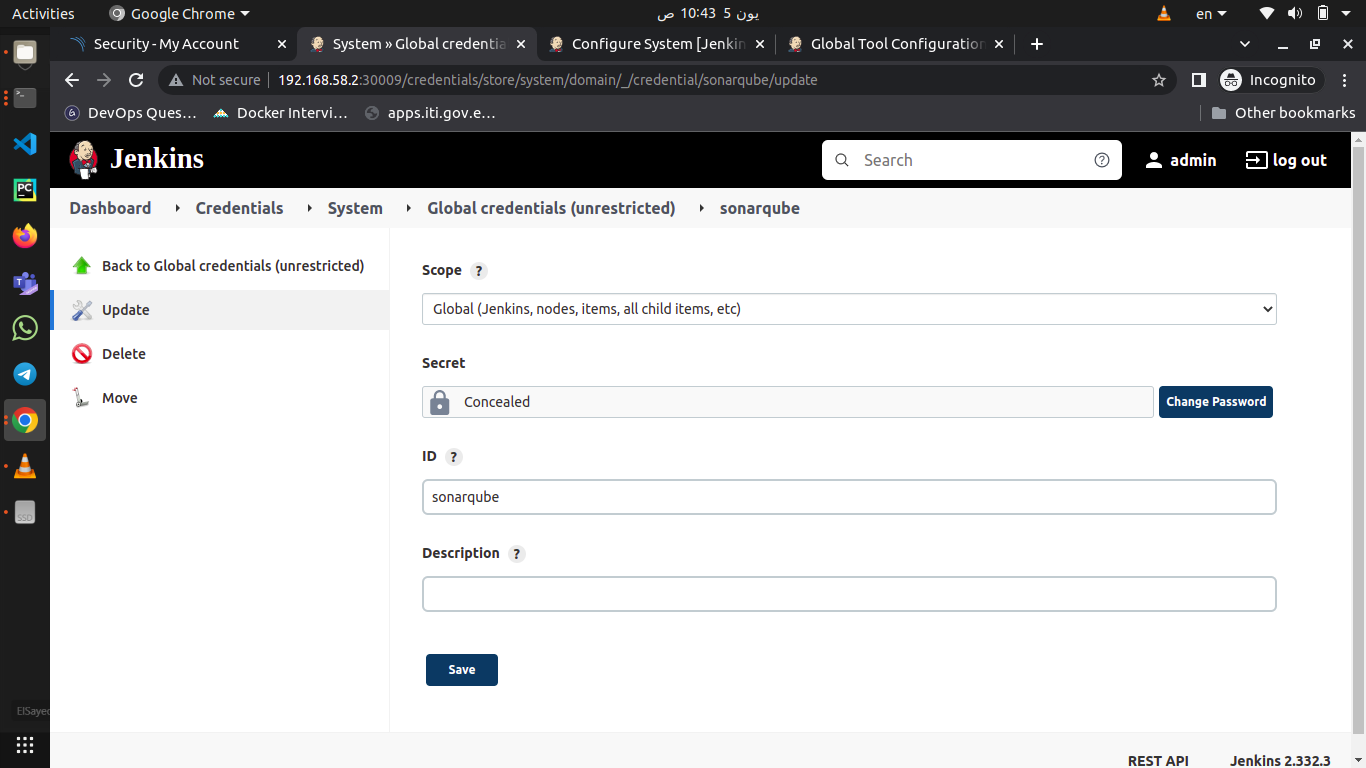 Activities Google Chrome يون 5 10:43 ص en
Security - My Account System » Global credentia Configure System [Jenkin Global Tool Configuration
Not secure 192.168.58.2:30009/credentials/store/system/domain/_/credential/sonarqube/update Incognito
DevOps Ques... Docker Intervi... apps.iti.gov.e... Other bookmarks
Jenkins Search admin log out
Dashboard Credentials System Global credentials (unrestricted) sonarqube
Back to Global credentials (unrestricted)
Update
Delete
Move
Scope ?
Global (Jenkins, nodes, items, all child items, etc)
Secret
Concealed Change Password
ID ?
sonarqube
Description ?
Save
SSD
ElSayed
REST API Jenkins 2.332.3